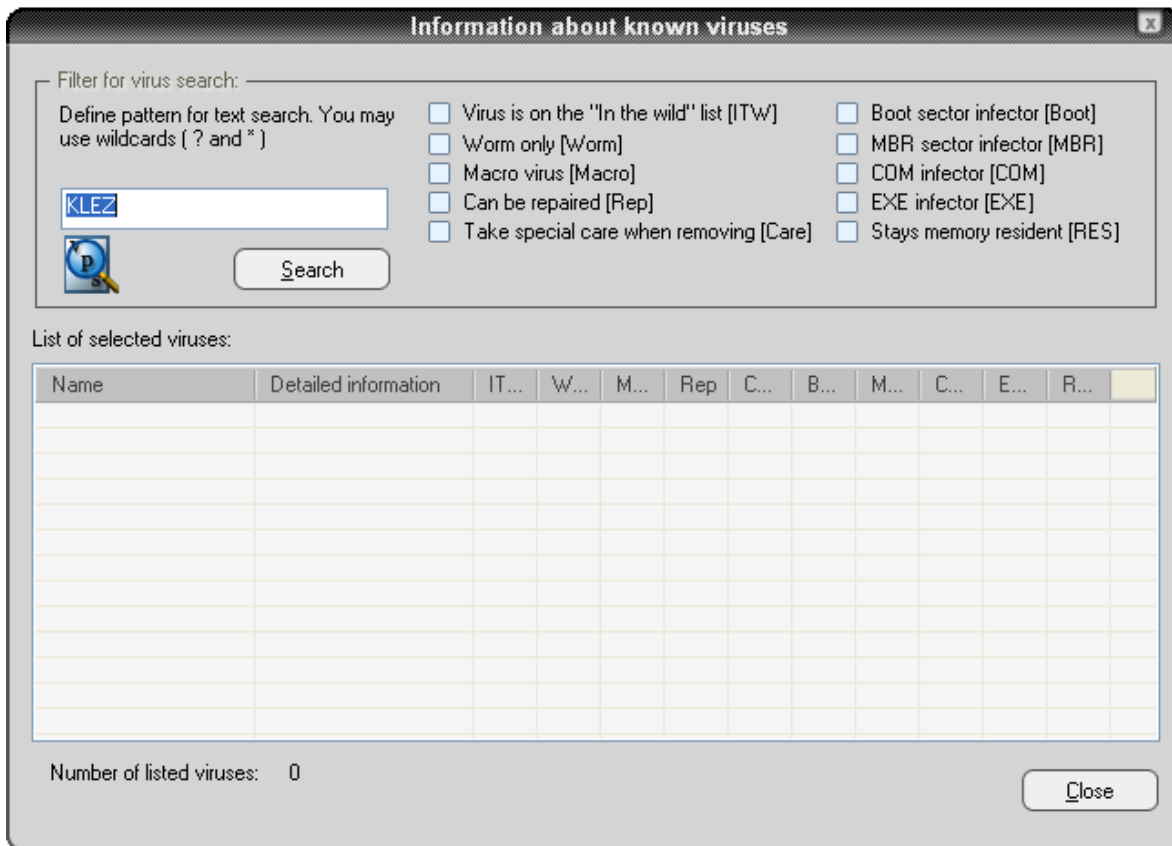 Information about known viruses
x
Filter for virus search:
Define pattern for text search. You may
use wildcards ( ? and * )
KLEZ
VPS
Search
Virus is on the "In the wild" list [ITW]
Worm only [Worm]
Macro virus [Macro]
Can be repaired [Rep]
Take special care when removing [Care]
Boot sector infector [Boot]
MBR sector infector [MBR]
COM infector [COM]
EXE infector [EXE]
Stays memory resident [RES]
List of selected viruses:
Name Detailed information IT... W... M... Rep C... B... M... C... E... R...
Number of listed viruses: 0
Close